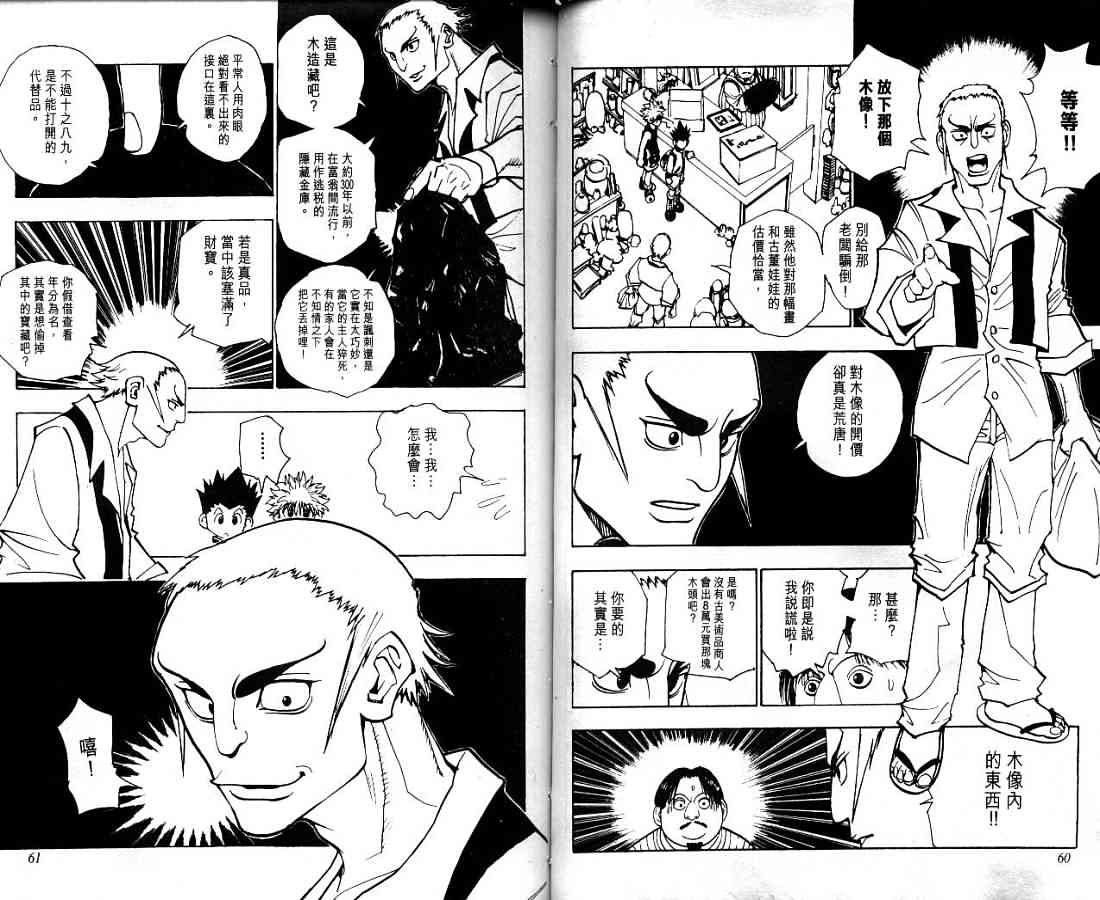 等等!!
放下那個
木像！
別給那
老闆騙倒！
雖然他對那幅畫
和古董娃娃的
估價恰當，
對木像的開價
卻真是荒唐！
甚麼？
那…
你即是說
我說謊啦！
是嗎？
沒有古美術品商人
會出8萬元買那塊
木頭吧？
你要的
其實是…
木像內
的東西!!
60
這是
木造藏吧？
大約300年以前，
在富翁間流行，
用作逃稅的
隱藏金庫。
不知是諷刺還是
它實在太巧妙，
當它的主人猝死，
有的家人會在
不知情之下
把它丟掉哩！
平常人用肉眼
絕對看不出來的
接口在這裏。
不過十之八九，
是不能打開的
代替品。
若是真品，
當中該塞滿了
財寶。
你假借查看
年分為名，
其實是想偷掉
其中的寶藏吧？
我…我…
怎麼會…
……
嘻！
61